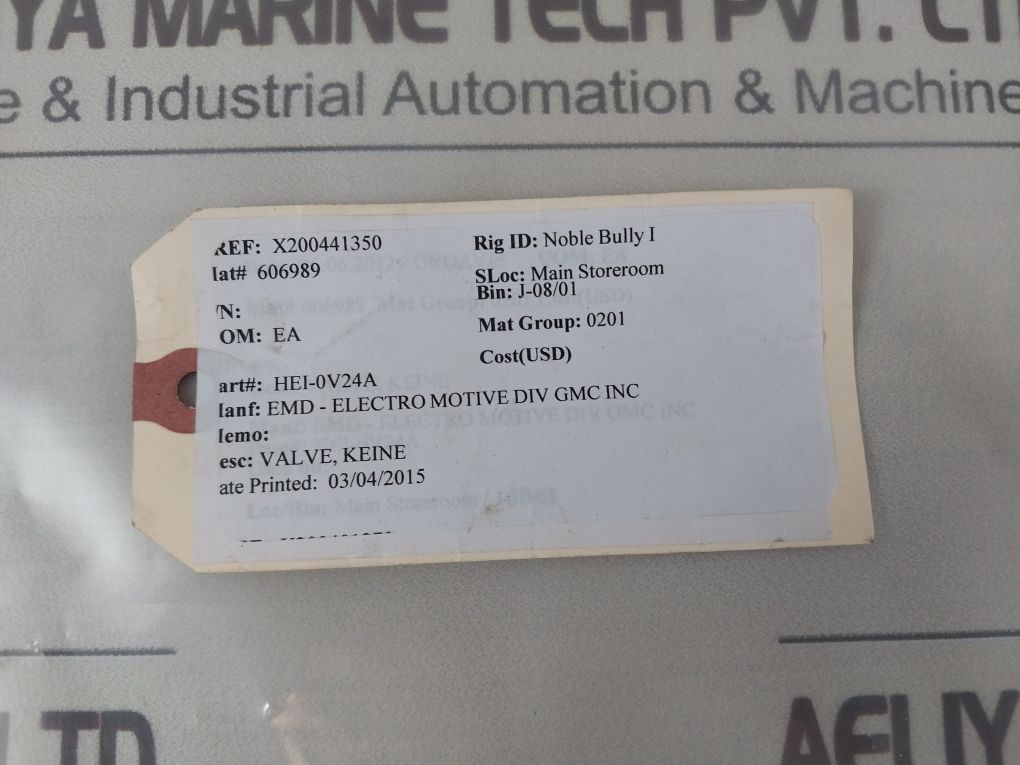 YA MARINE TECH PVT. LT
e & Industrial Automation & Machine
REF: X200441350
Rig ID: Noble Bully I
lat# 606989
SLoc: Main Storeroom
Bin: J-08/01
'N:
OM: EA
Mat Group: 0201
Cost(USD)
art#: HEI-0V24A
lanf: EMD - ELECTRO MOTIVE DIV GMC INC
lemo:
esc: VALVE, KEINE
ate Printed: 03/04/2015
LTD
AELIY